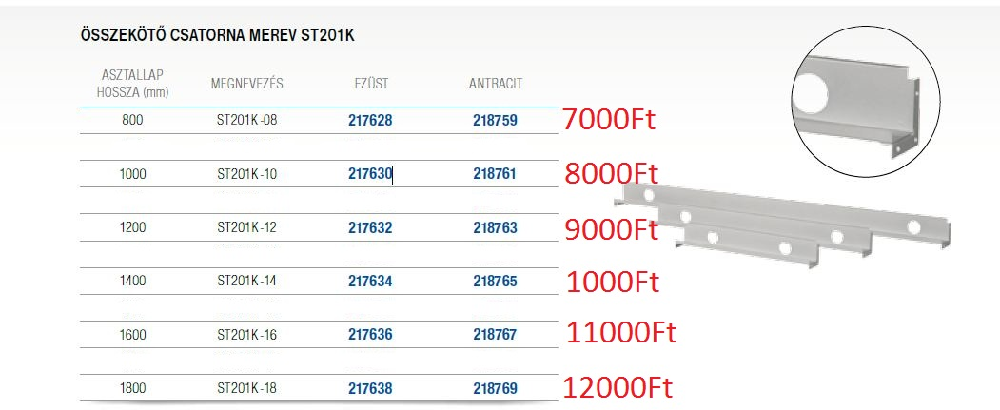 ÖSSZEKÖTŐ CSATORNA MEREV ST201K
ASZTALLAP HOSSZA (mm) MEGNEVEZÉS EZÜST ANTRACIT
800 ST201K-08 217628 218759 7000Ft
1000 ST201K-10 217630 218761 8000Ft
1200 ST201K-12 217632 218763 9000Ft
1400 ST201K-14 217634 218765 1000Ft
1600 ST201K-16 217636 218767 11000Ft
1800 ST201K-18 217638 218769 12000Ft